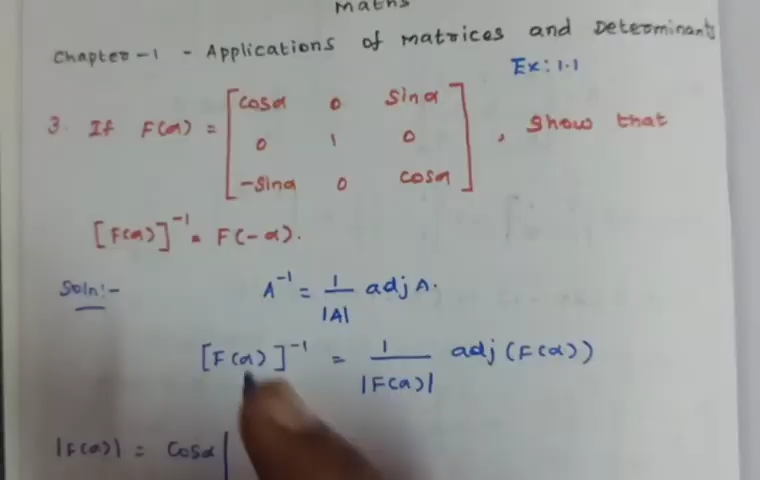 Maths
Chapter-1 - Applications of matrices and Determinants
Ex: 1.1
3. If F(α) = [cosα 0 sinα
0 1 0
-sinα 0 cosα], show that
[F(α)]⁻¹ = F(-α).
Soln:- A⁻¹ = 1/|A| adj A.
[F(α)]⁻¹ = 1/|F(α)| adj (F(α))
|F(α)| = cosα|